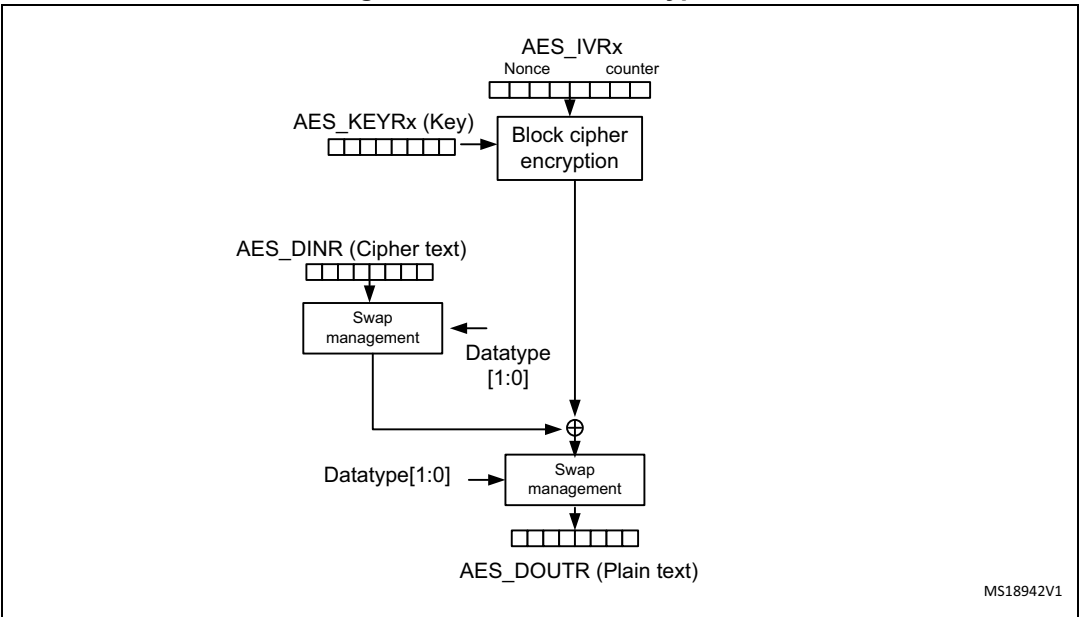 AES_IVRx
Nonce counter
AES_KEYRx (Key)
Block cipher
encryption
AES_DINR (Cipher text)
Swap
management
Datatype
[1:0]
Datatype[1:0]
Swap
management
AES_DOUTR (Plain text)
MS18942V1